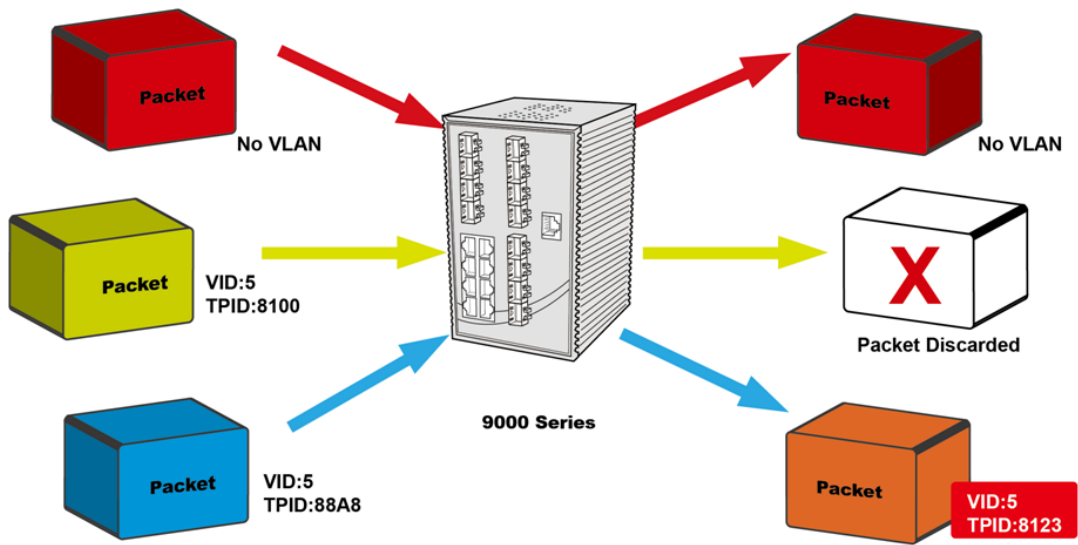 Packet
No VLAN
Packet
No VLAN
Packet
VID:5
TPID:8100
X
Packet Discarded
9000 Series
Packet
VID:5
TPID:88A8
Packet
VID:5
TPID:8123